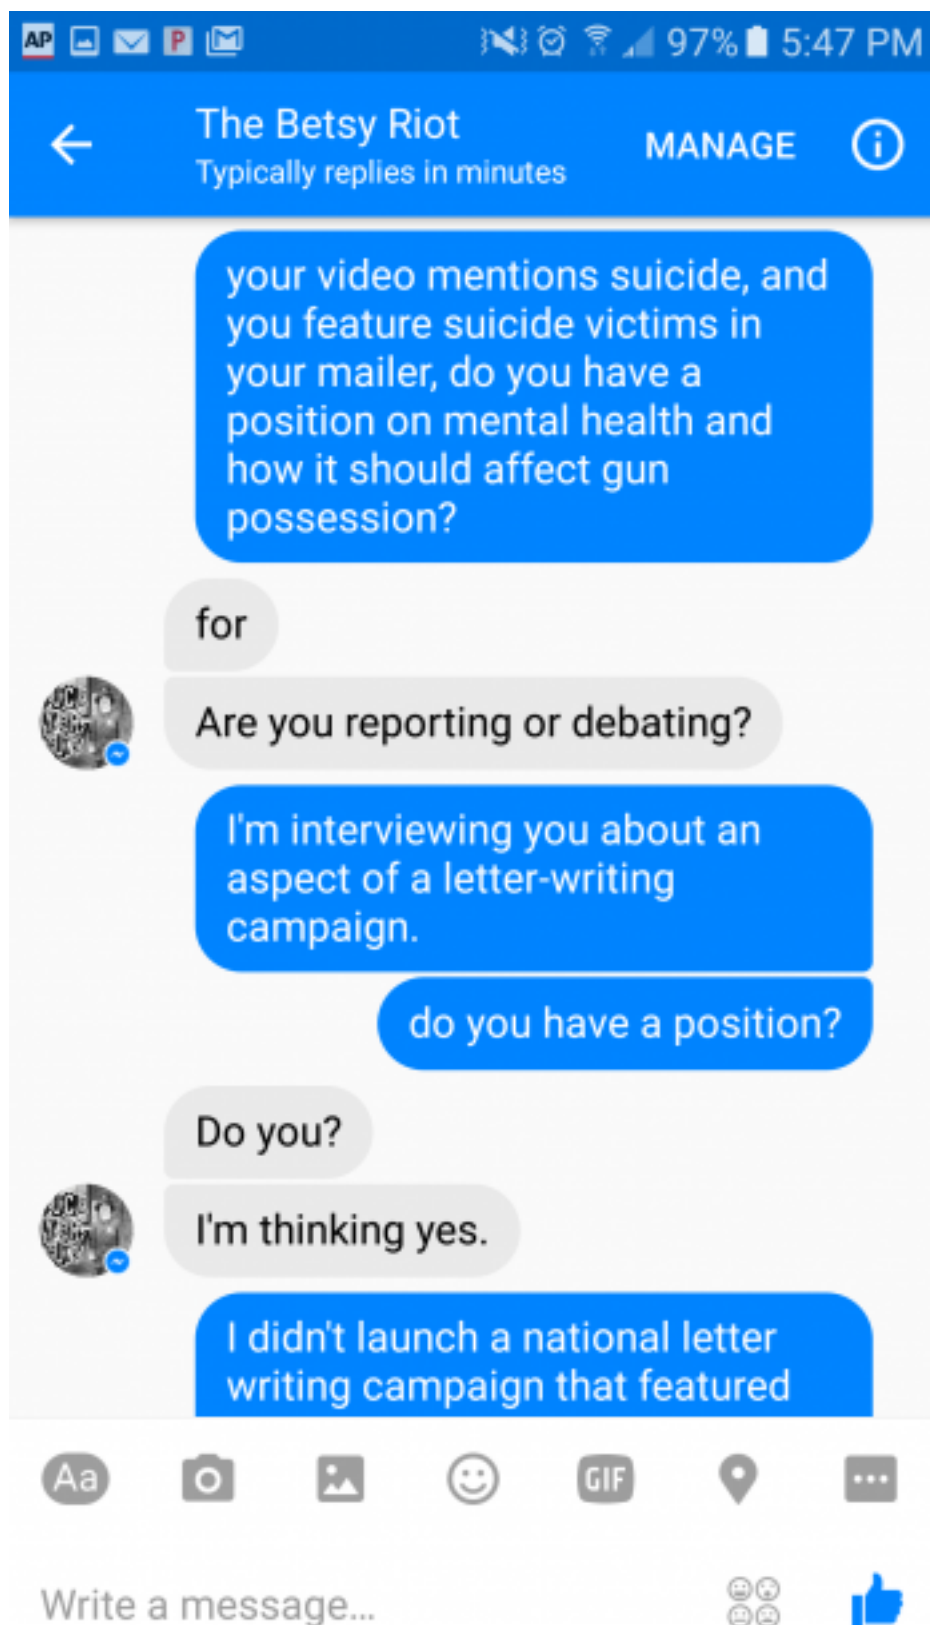 AP P 97% 5:47 PM
The Betsy Riot
MANAGE
Typically replies in minutes
your video mentions suicide, and
you feature suicide victims in
your mailer, do you have a
position on mental health and
how it should affect gun
possession?
for
Are you reporting or debating?
I'm interviewing you about an
aspect of a letter-writing
campaign.
do you have a position?
Do you?
I'm thinking yes.
I didn't launch a national letter
writing campaign that featured
Aa GIF
Write a message...